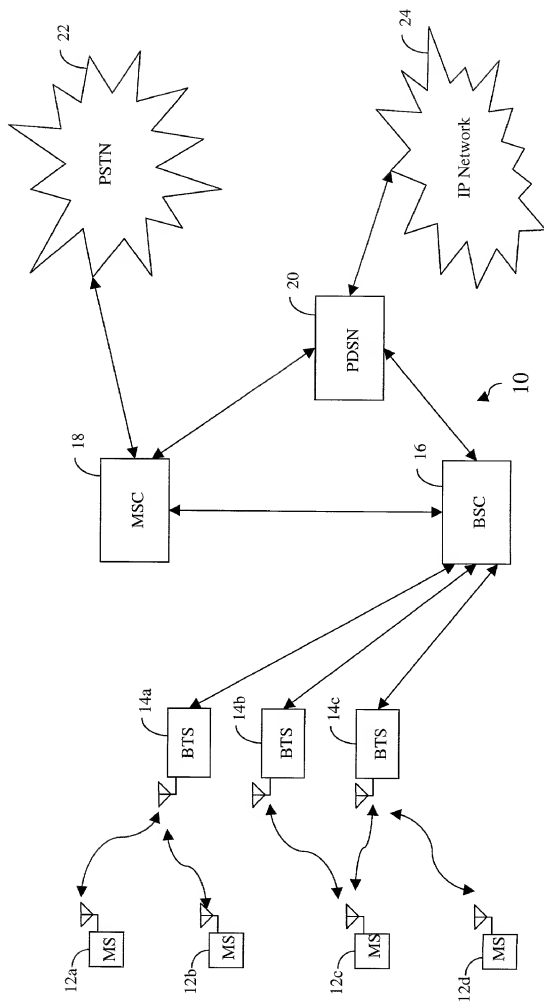 12a
MS
12b
MS
12c
MS
12d
MS
14a
BTS
14b
BTS
14c
BTS
18
MSC
16
BSC
10
20
PDSN
22
PSTN
24
IP Network